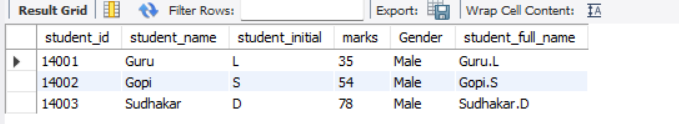 Result Grid Filter Rows: Export: Wrap Cell Content: IA
student_id student_name student_initial marks Gender student_full_name
14001 Guru L 35 Male Guru.L
14002 Gopi S 54 Male Gopi.S
14003 Sudhakar D 78 Male Sudhakar.D